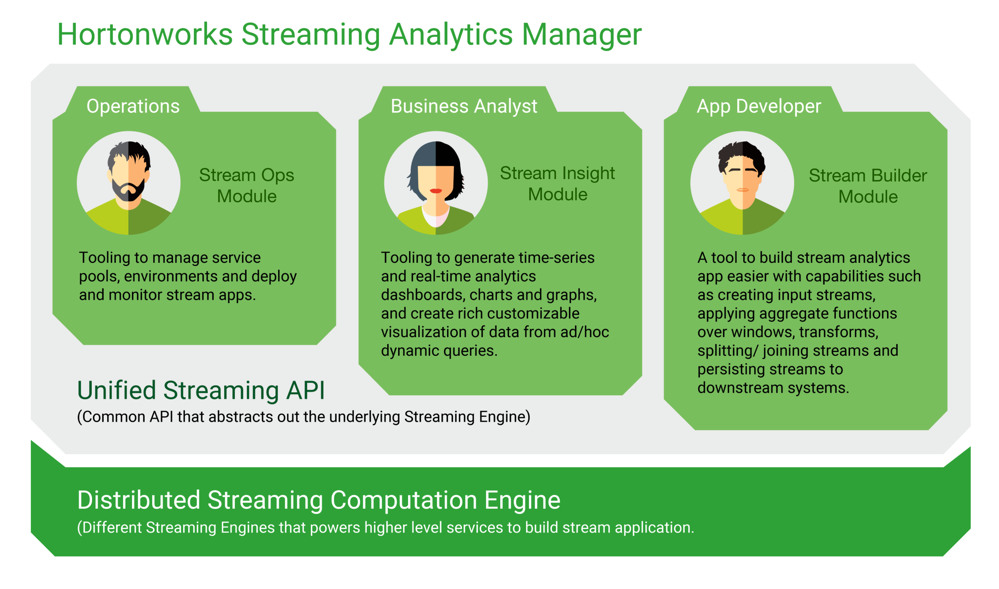 Hortonworks Streaming Analytics Manager
Operations
Stream Ops
Module
Tooling to manage service
pools, environments and deploy
and monitor stream apps.
Business Analyst
Stream Insight
Module
Tooling to generate time-series
and real-time analytics
dashboards, charts and graphs,
and create rich customizable
visualization of data from ad/hoc
dynamic queries.
App Developer
Stream Builder
Module
A tool to build stream analytics
app easier with capabilities such
as creating input streams,
applying aggregate functions
over windows, transforms,
splitting/ joining streams and
persisting streams to
downstream systems.
Unified Streaming API
(Common API that abstracts out the underlying Streaming Engine)
Distributed Streaming Computation Engine
(Different Streaming Engines that powers higher level services to build stream application.